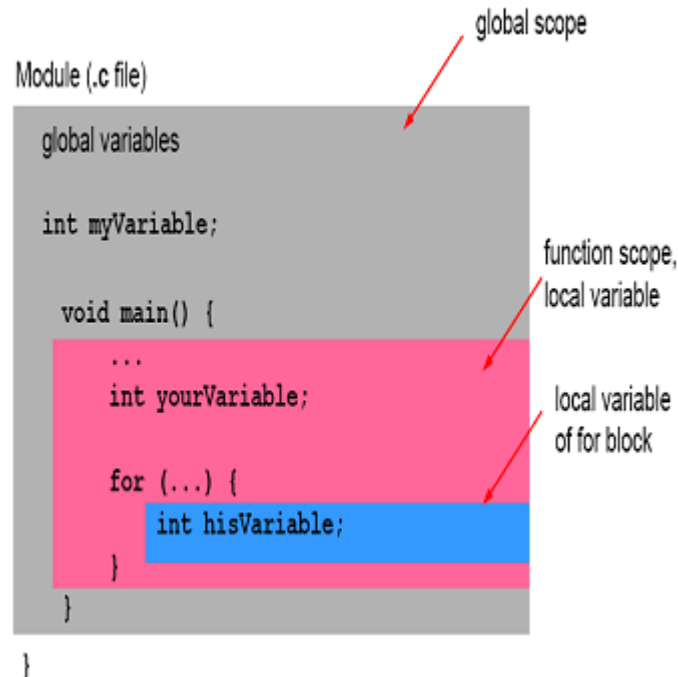 global scope
Module (.c file)
global variables
int myVariable;
function scope,
local variable
void main() {
...
int yourVariable;
local variable
of for block
for (...) {
int hisVariable;
}
}
}